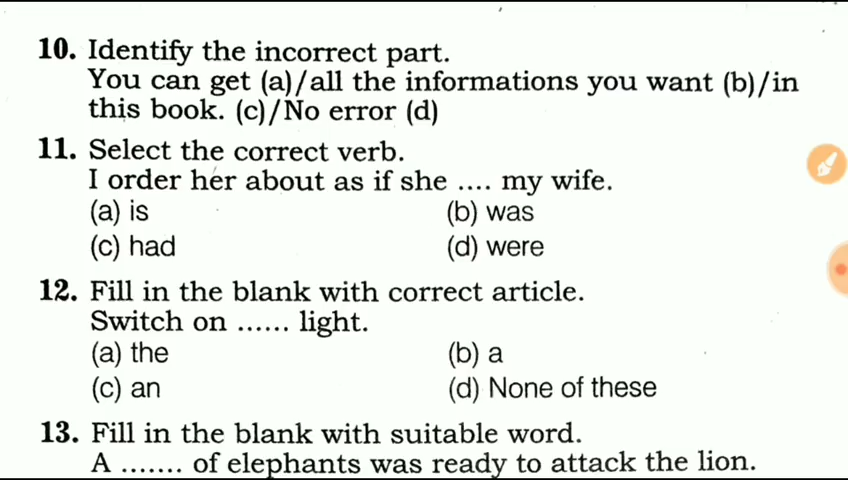 10. Identify the incorrect part.
You can get (a)/all the informations you want (b)/in
this book. (c)/No error (d)
11. Select the correct verb.
I order her about as if she .... my wife.
(a) is (b) was
(c) had (d) were
12. Fill in the blank with correct article.
Switch on ...... light.
(a) the (b) a
(c) an (d) None of these
13. Fill in the blank with suitable word.
A ....... of elephants was ready to attack the lion.